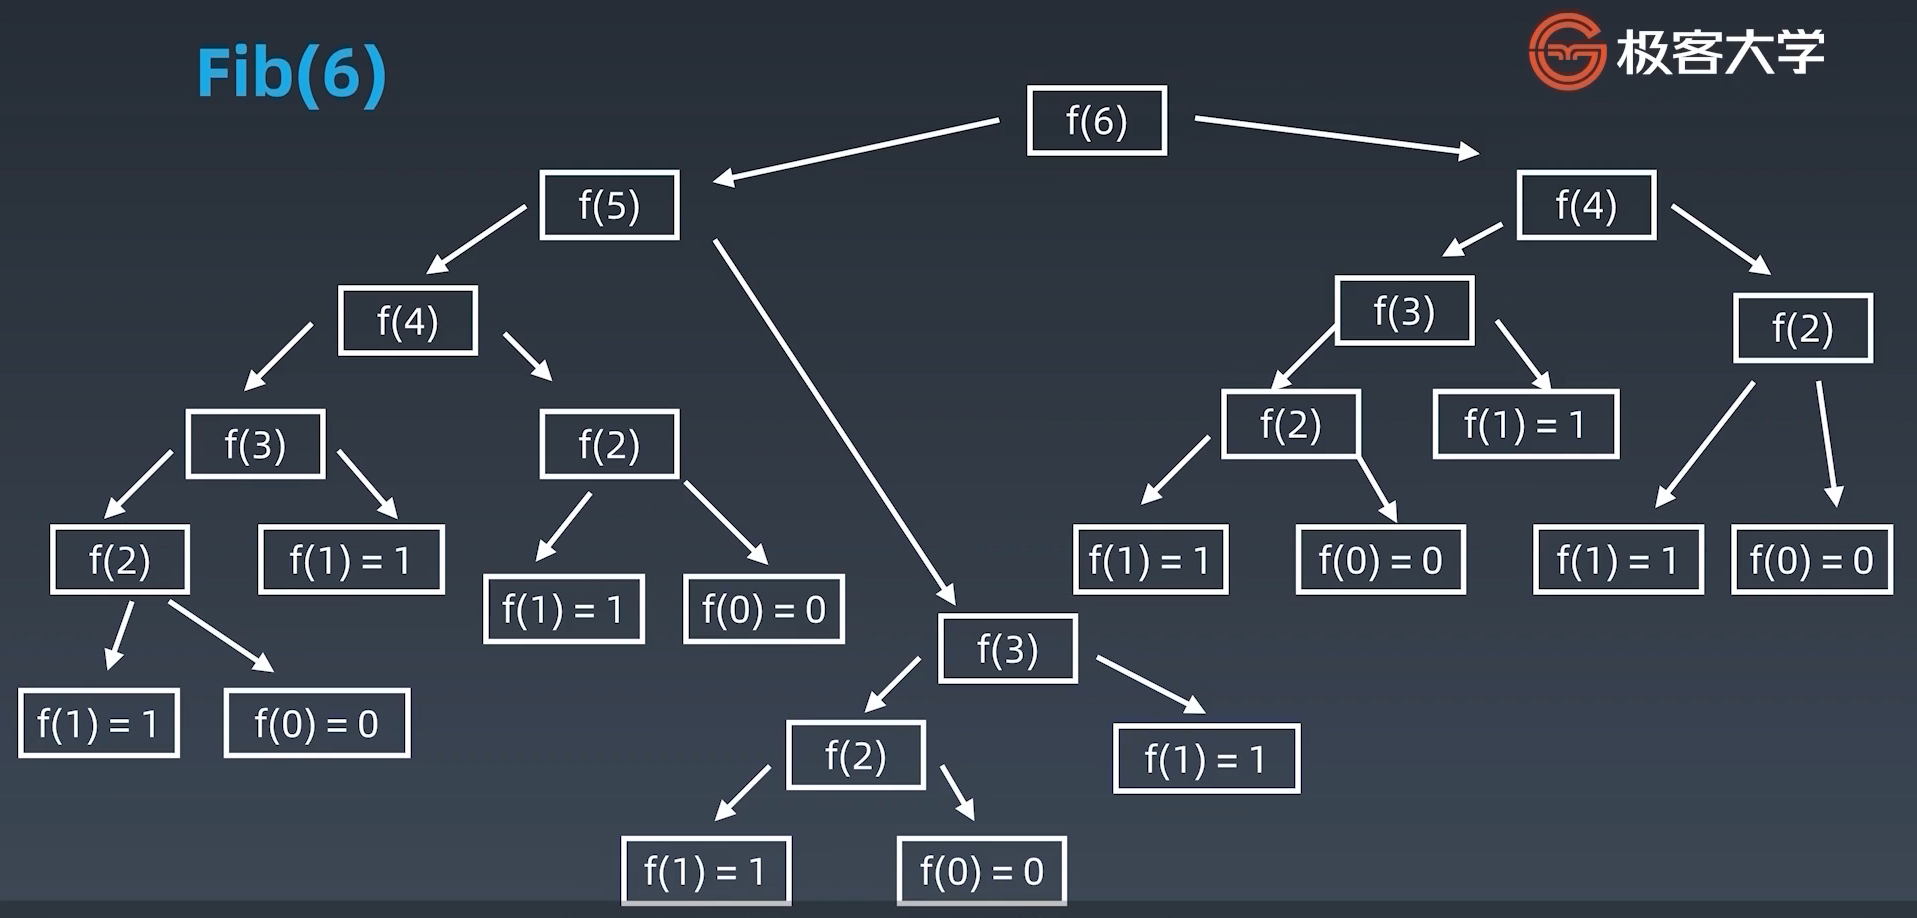 Fib(6)
极客大学
f(6)
f(5)
f(4)
f(4)
f(3)
f(2)
f(3)
f(2)
f(2)
f(1) = 1
f(2)
f(1) = 1
f(1) = 1
f(0) = 0
f(1) = 1
f(0) = 0
f(1) = 1
f(0) = 0
f(3)
f(1) = 1
f(0) = 0
f(2)
f(1) = 1
f(1) = 1
f(0) = 0